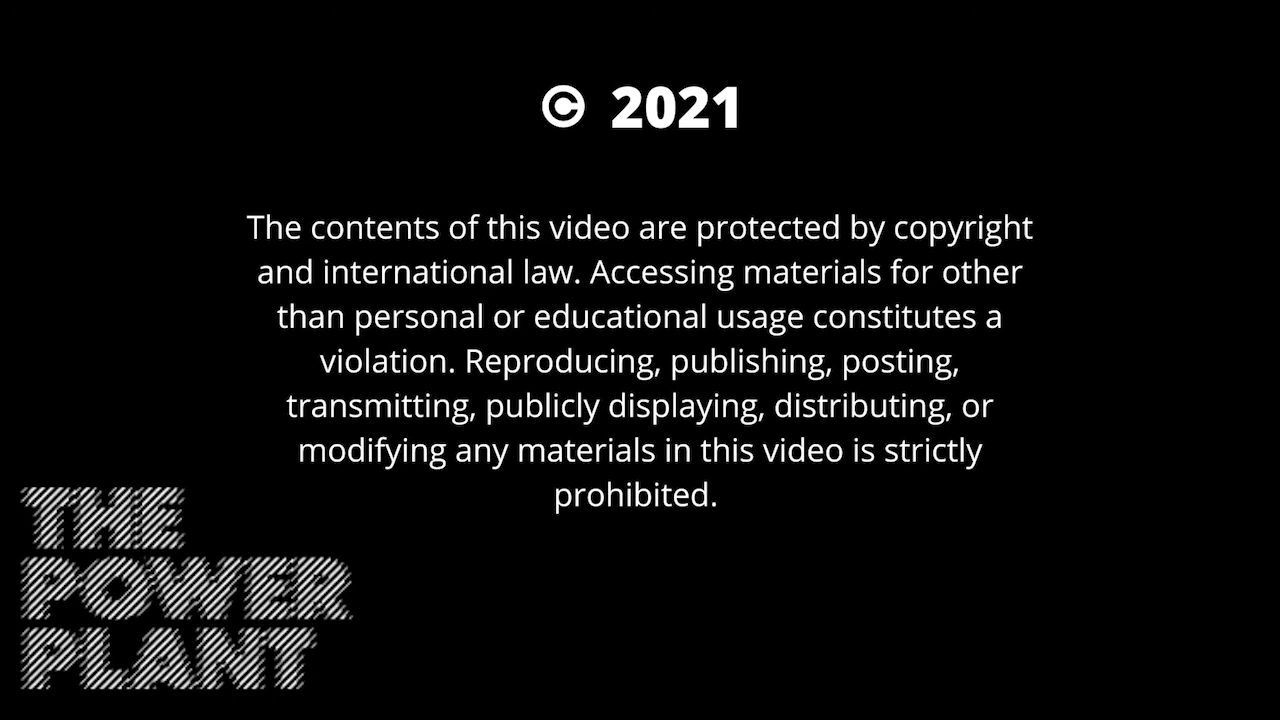 © 2021
The contents of this video are protected by copyright
and international law. Accessing materials for other
than personal or educational usage constitutes a
violation. Reproducing, publishing, posting,
transmitting, publicly displaying, distributing, or
modifying any materials in this video is strictly
prohibited.
THE
POWER
PLANT